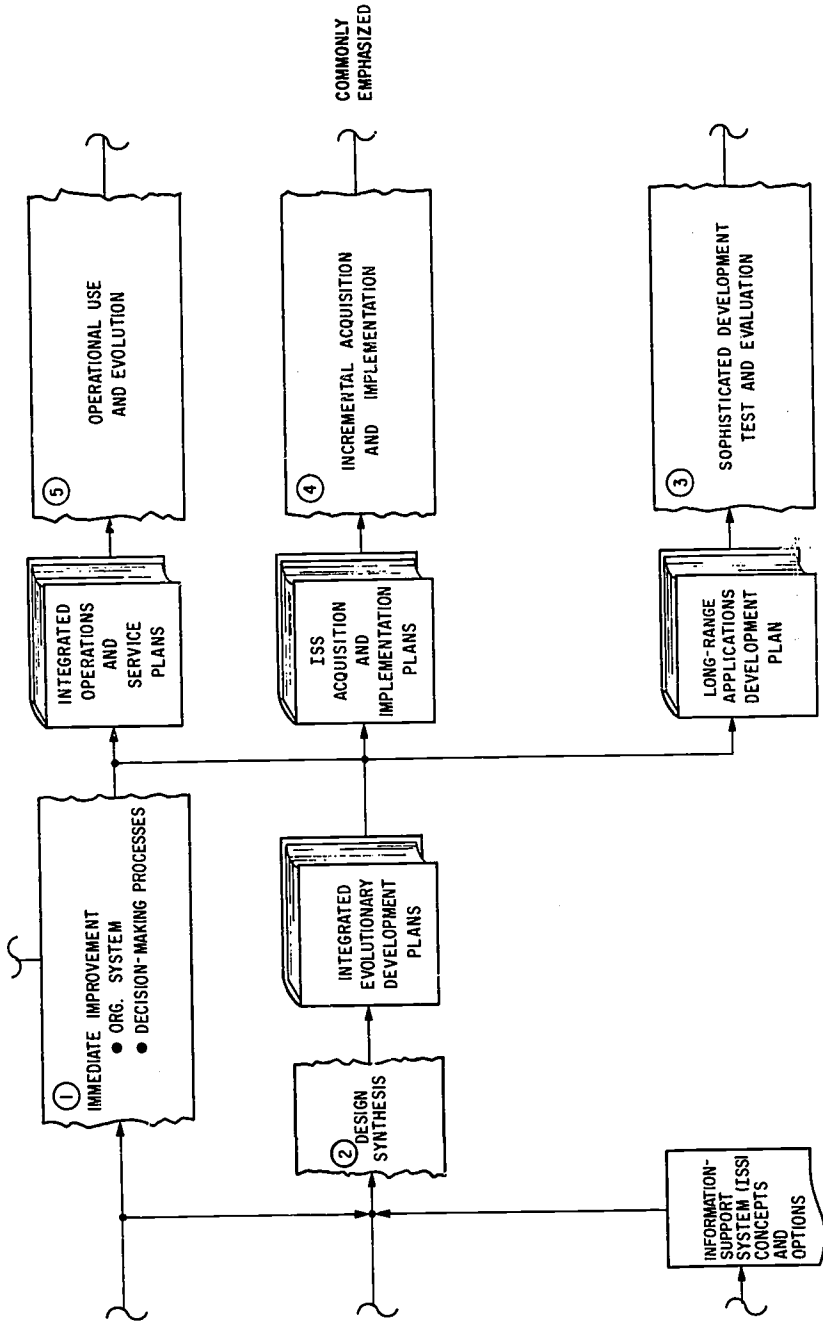 1
IMMEDIATE IMPROVEMENT
● ORG. SYSTEM
● DECISION-MAKING PROCESSES
INTEGRATED
OPERATIONS
AND
SERVICE
PLANS
5
OPERATIONAL USE
AND EVOLUTION
2
DESIGN
SYNTHESIS
INTEGRATED
EVOLUTIONARY
DEVELOPMENT
PLANS
ISS
ACQUISITION
AND
IMPLEMENTATION
PLANS
4
INCREMENTAL ACQUISITION
AND IMPLEMENTATION
COMMONLY
EMPHASIZED
INFORMATION-
SUPPORT
SYSTEM (ISS)
CONCEPTS
AND
OPTIONS
LONG-RANGE
APPLICATIONS
DEVELOPMENT
PLAN
3
SOPHISTICATED DEVELOPMENT
TEST AND EVALUATION